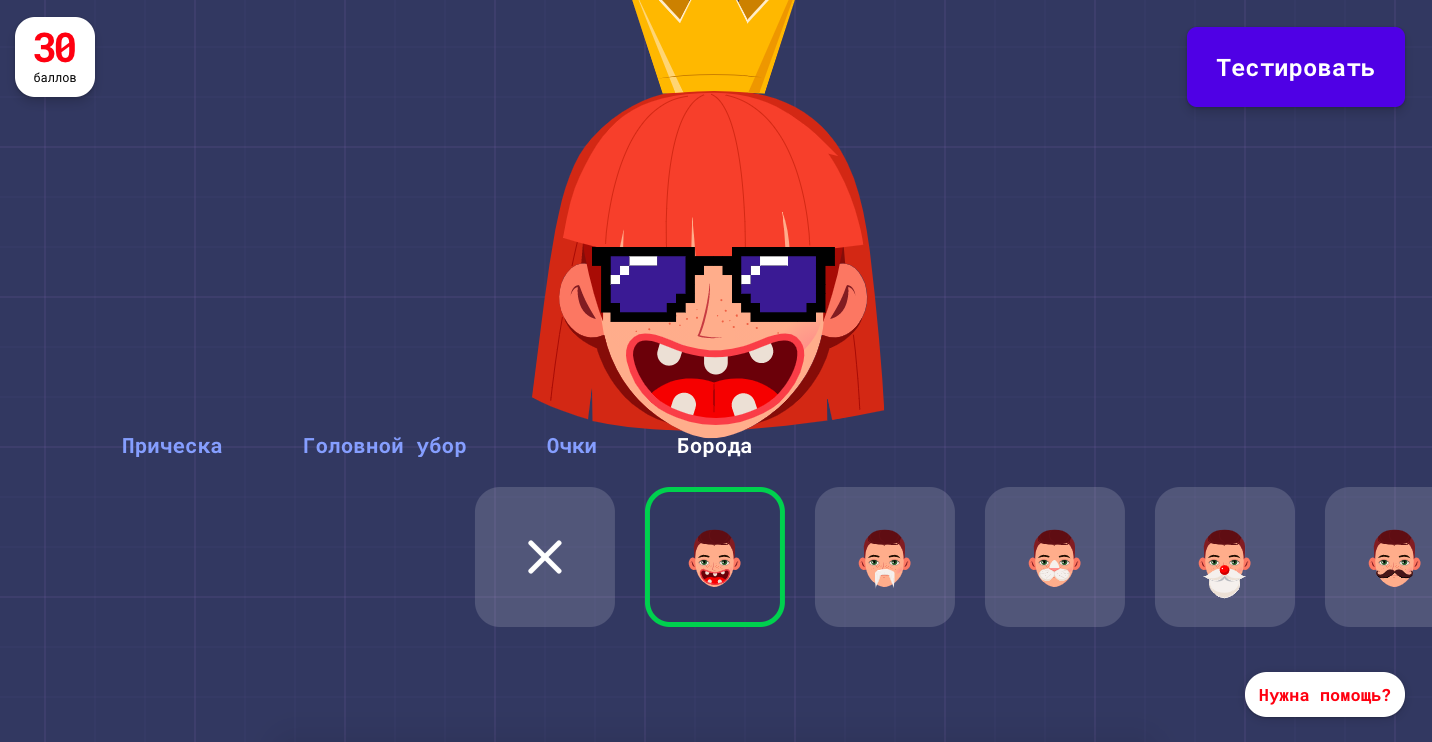 30
баллов
Тестировать
Прическа
Головной убор
Очки
Борода
Нужна помощь?